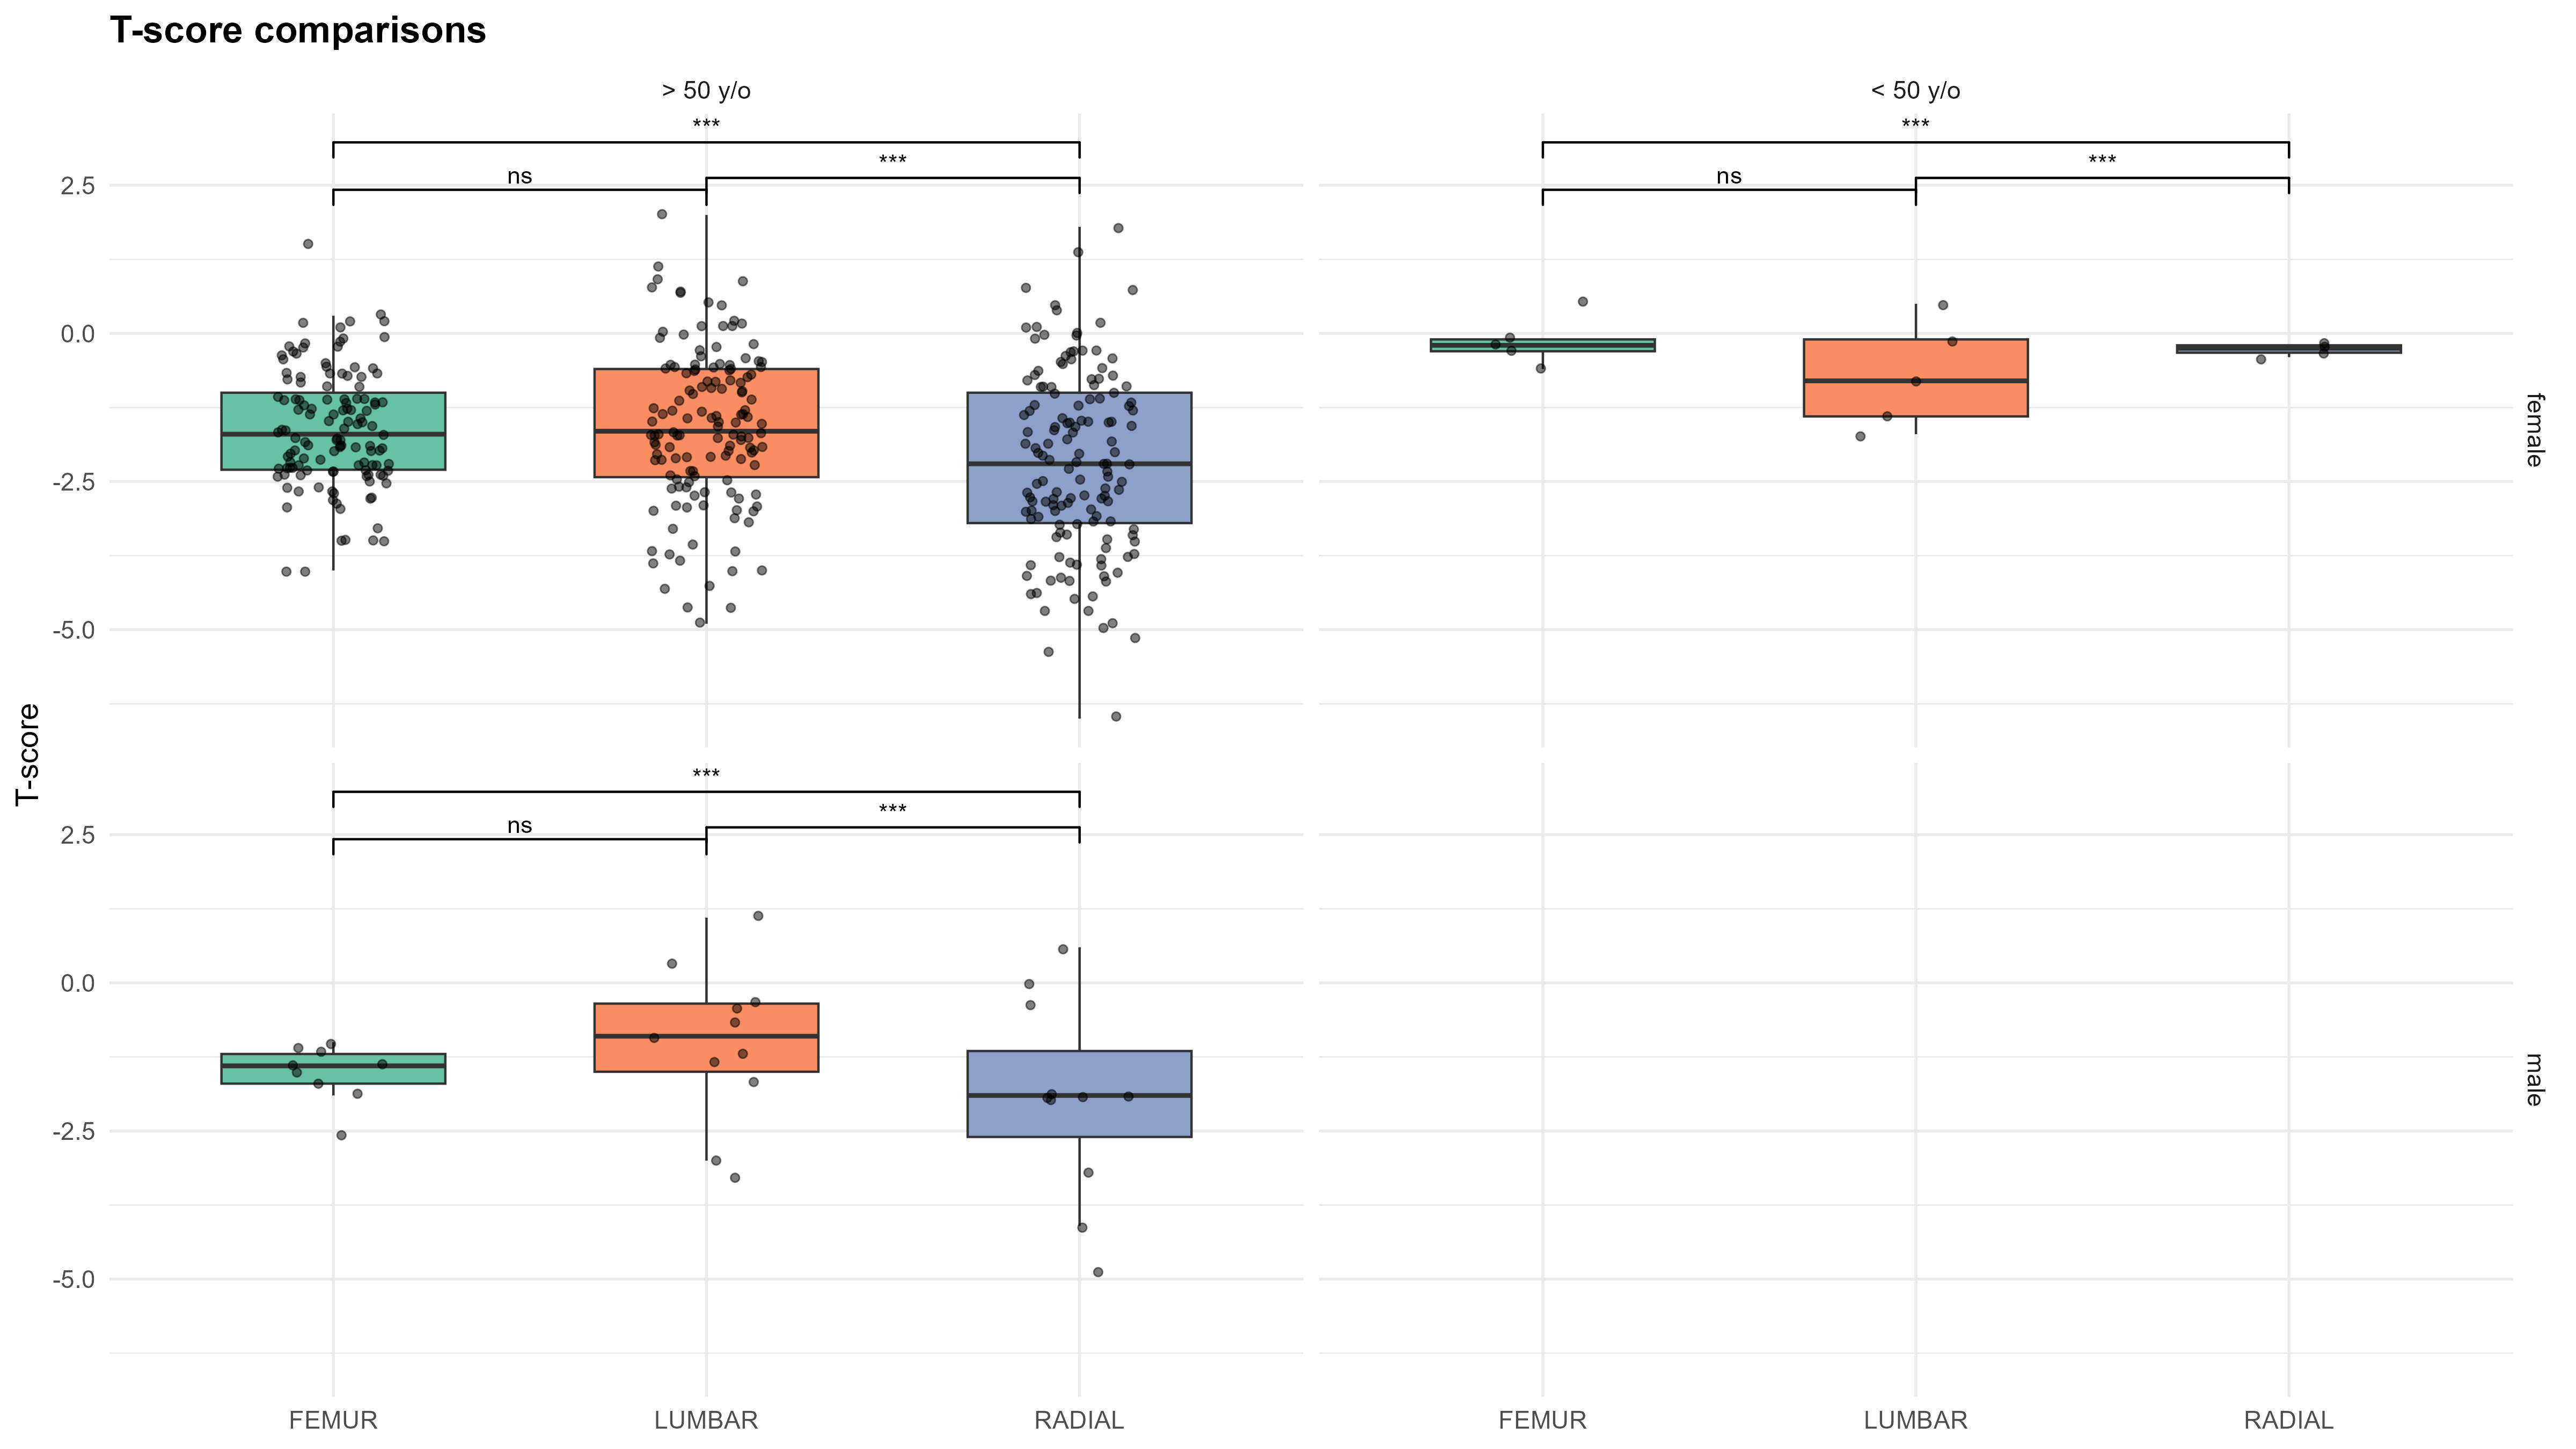 T-score comparisons
> 50 y/o
< 50 y/o
***
***
ns
***
***
ns
2.5
0.0
-2.5
-5.0
female
T-score
***
***
ns
2.5
0.0
-2.5
-5.0
male
FEMUR LUMBAR RADIAL
FEMUR LUMBAR RADIAL